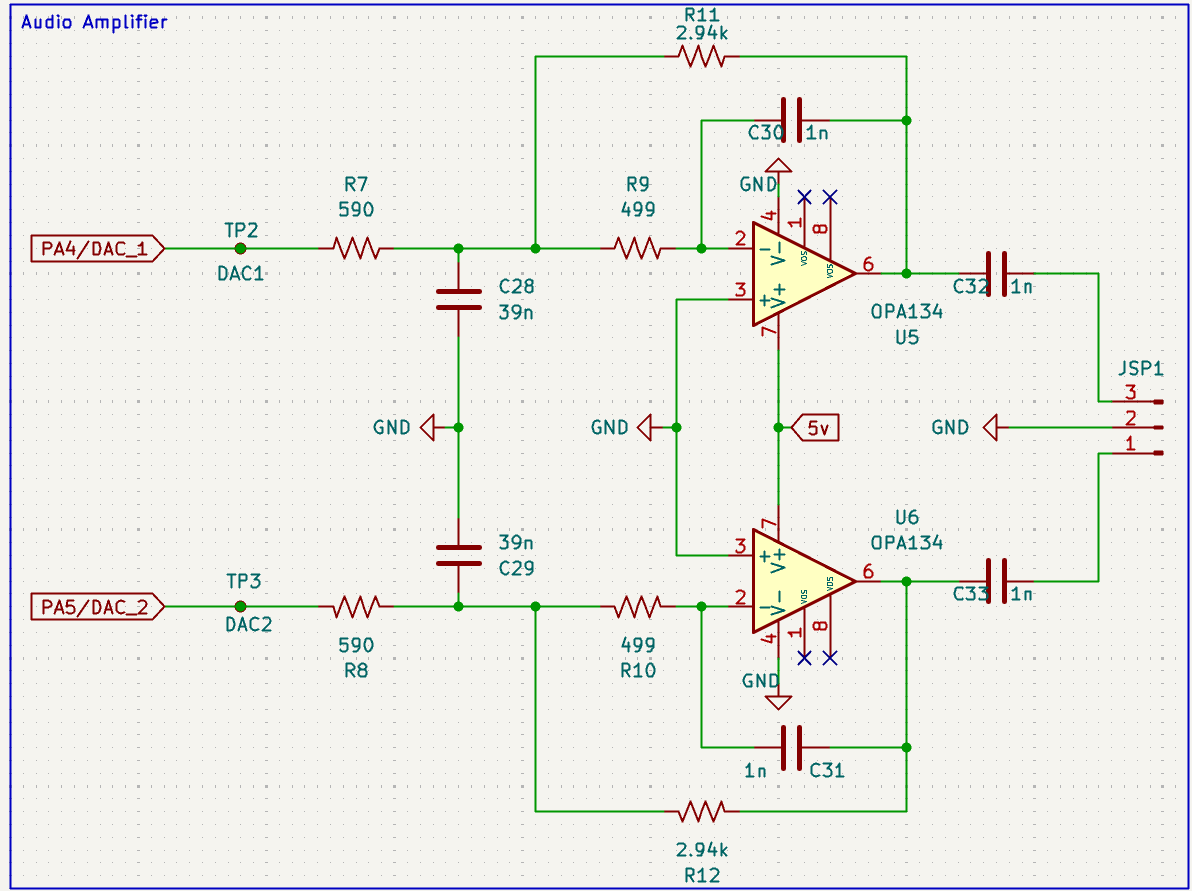 Audio Amplifier
R11
2.94k
C30 1n
GND
R7
590
R9
499
4
1
8
TP2
PA4/DAC_1
DAC1
2
− V−
VOS
VOS
6
3
+ V+
7
C28
39n
C32 1n
OPA134
U5
JSP1
3
GND
GND
5v
GND
2
1
7
U6
OPA134
39n
C29
3
+ V+
VOS
VOS
6
2
− V−
C33 1n
TP3
PA5/DAC_2
DAC2
4
1
8
590
R8
499
R10
GND
1n C31
2.94k
R12